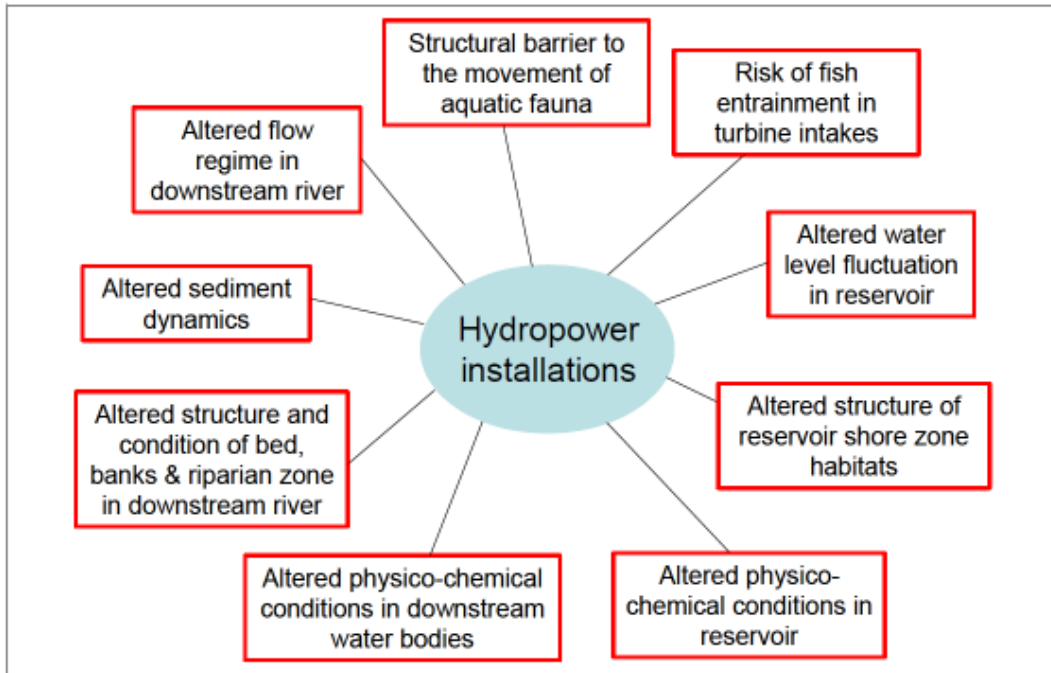 Structural barrier to
the movement of
aquatic fauna
Risk of fish
entrainment in
turbine intakes
Altered flow
regime in
downstream river
Altered water
level fluctuation
in reservoir
Altered sediment
dynamics
Hydropower
installations
Altered structure and
condition of bed,
banks & riparian zone
in downstream river
Altered structure of
reservoir shore zone
habitats
Altered physico-chemical
conditions in downstream
water bodies
Altered physico-
chemical conditions in
reservoir